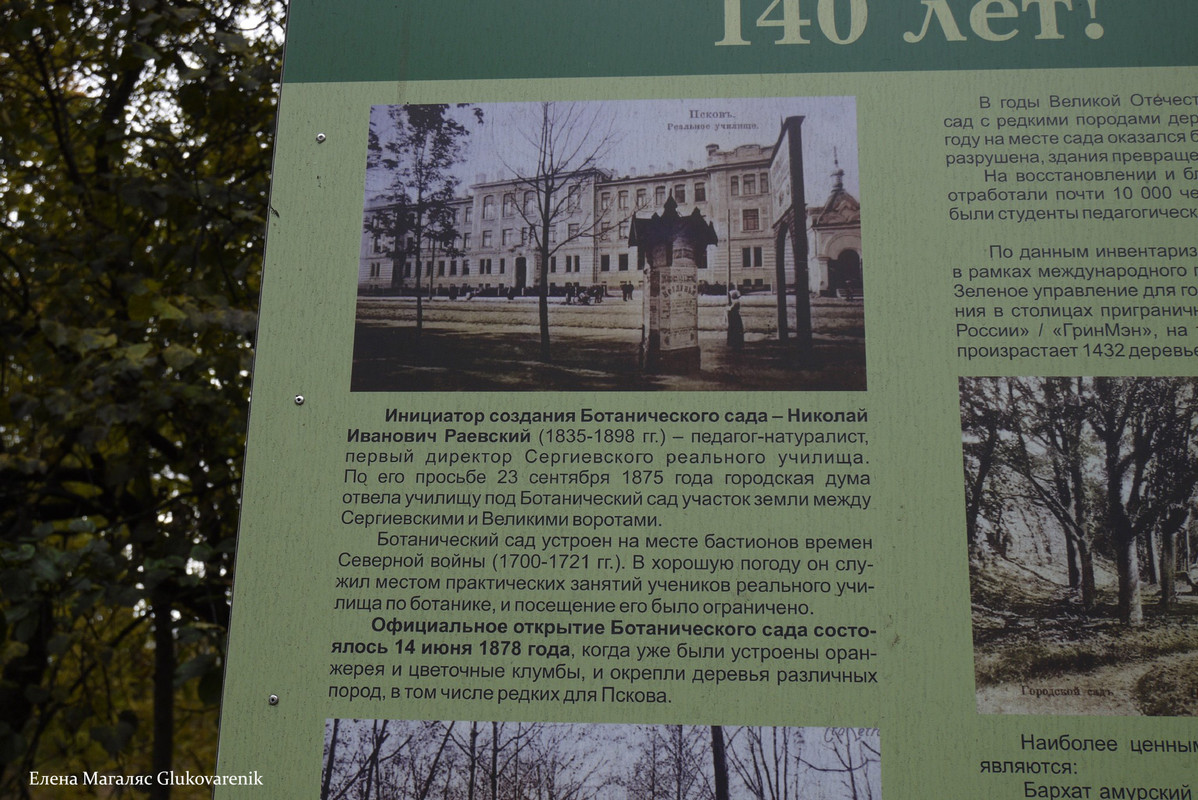 140 лет!
Псковъ.
Реальное училище.
Инициатор создания Ботанического сада – Николай
Иванович Раевский (1835-1898 гг.) – педагог-натуралист,
первый директор Сергиевского реального училища.
По его просьбе 23 сентября 1875 года городская дума
отвела училищу под Ботанический сад участок земли между
Сергиевскими и Великими воротами.
Ботанический сад устроен на месте бастионов времен
Северной войны (1700-1721 гг.). В хорошую погоду он слу-
жил местом практических занятий учеников реального учи-
лища по ботанике, и посещение его было ограничено.
Официальное открытие Ботанического сада состо-
ялось 14 июня 1878 года, когда уже были устроены оран-
жерея и цветочные клумбы, и окрепли деревья различных
пород, в том числе редких для Пскова.
В годы Великой Отечест
сад с редкими породами дер
году на месте сада оказался б
разрушена, здания превраще
На восстановлении и бл
отработали почти 10 000 че
были студенты педагогическ
По данным инвентариз
в рамках международного п
Зеленое управление для го
ния в столицах приграничн
России» / «ГринМэн», на
произрастает 1432 деревье
Городской садъ.
Наиболее ценным
являются:
Бархат амурский
Елена Магаляс Glukovarenik